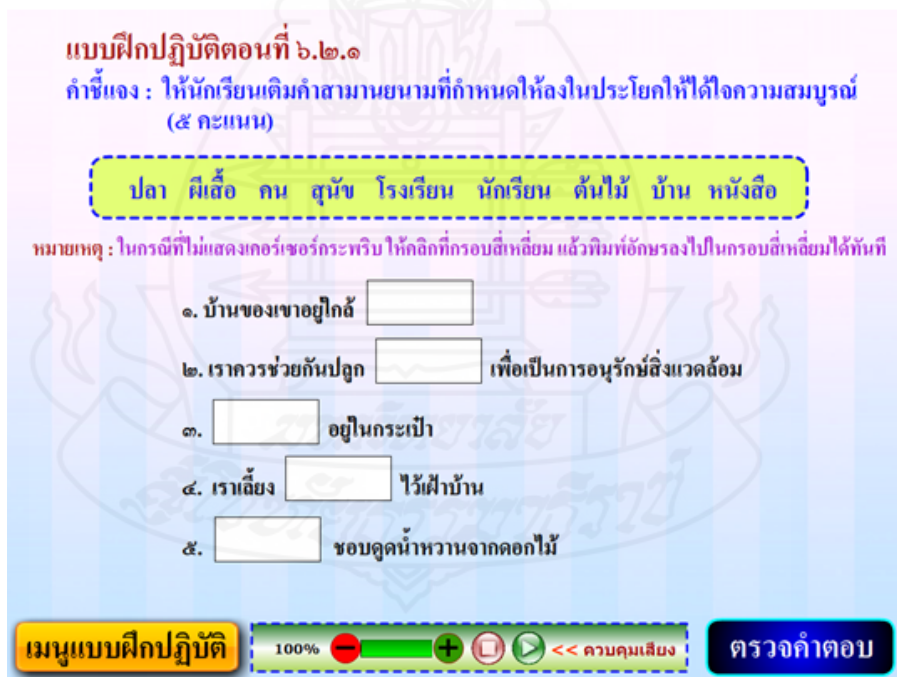 แบบฝึกปฏิบัติตอนที่ ๖.๒.๑
คำชี้แจง : ให้นักเรียนเติมคำสามานยนามที่กำหนดให้ลงในประโยคให้ได้ใจความสมบูรณ์
(๕ คะแนน)
ปลา ผีเสื้อ คน สุนัข โรงเรียน นักเรียน ต้นไม้ บ้าน หนังสือ
หมายเหตุ : ในกรณีที่ไม่แสดงเคอร์เซอร์กระพริบ ให้คลิกที่กรอบสี่เหลี่ยม แล้วพิมพ์อักษรลงไปในกรอบสี่เหลี่ยมได้ทันที
๑. บ้านของเขาอยู่ใกล้
๒. เราควรช่วยกันปลูก เพื่อเป็นการอนุรักษ์สิ่งแวดล้อม
๓. อยู่ในกระเป๋า
๔. เราเลี้ยง ไว้เฝ้าบ้าน
๕. ชอบดูดน้ำหวานจากดอกไม้
เมนูแบบฝึกปฏิบัติ 100% << ควบคุมเสียง ตรวจคำตอบ